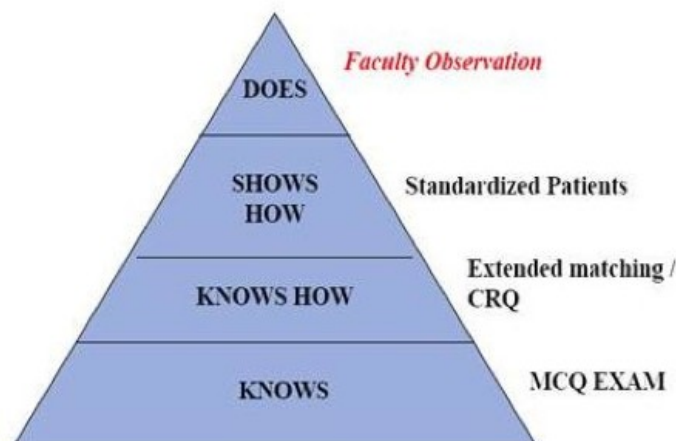 Faculty Observation
DOES
SHOWS
HOW
Standardized Patients
Extended matching /
CRQ
KNOWS HOW
MCQ EXAM
KNOWS